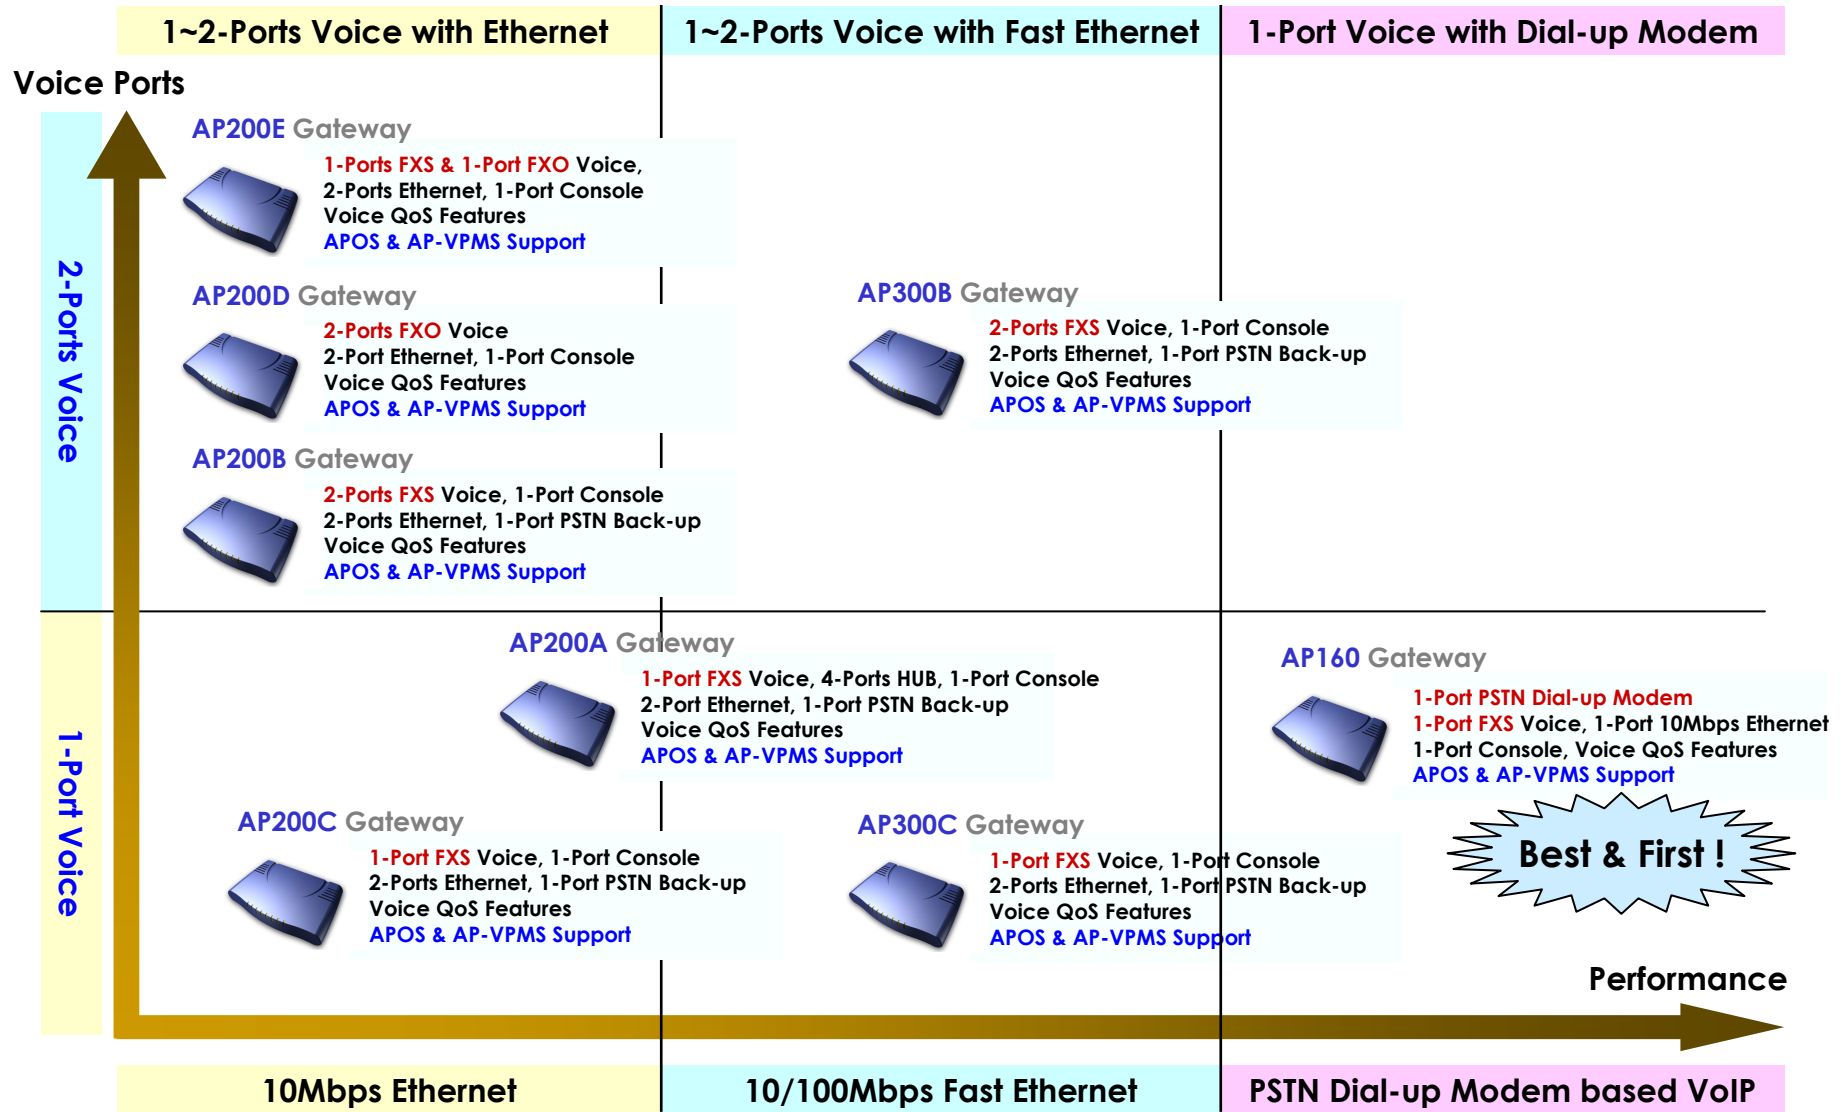 1~2-Ports Voice with Ethernet
1~2-Ports Voice with Fast Ethernet
1-Port Voice with Dial-up Modem
Voice Ports
2-Ports Voice
AP200E Gateway
1-Ports FXS & 1-Port FXO Voice,
2-Ports Ethernet, 1-Port Console
Voice QoS Features
APOS & AP-VPMS Support
AP200D Gateway
2-Ports FXO Voice
2-Port Ethernet, 1-Port Console
Voice QoS Features
APOS & AP-VPMS Support
AP300B Gateway
2-Ports FXS Voice, 1-Port Console
2-Ports Ethernet, 1-Port PSTN Back-up
Voice QoS Features
APOS & AP-VPMS Support
AP200B Gateway
2-Ports FXS Voice, 1-Port Console
2-Ports Ethernet, 1-Port PSTN Back-up
Voice QoS Features
APOS & AP-VPMS Support
1-Port Voice
AP200A Gateway
1-Port FXS Voice, 4-Ports HUB, 1-Port Console
2-Port Ethernet, 1-Port PSTN Back-up
Voice QoS Features
APOS & AP-VPMS Support
AP160 Gateway
1-Port PSTN Dial-up Modem
1-Port FXS Voice, 1-Port 10Mbps Ethernet
1-Port Console, Voice QoS Features
APOS & AP-VPMS Support
AP200C Gateway
1-Port FXS Voice, 1-Port Console
2-Ports Ethernet, 1-Port PSTN Back-up
Voice QoS Features
APOS & AP-VPMS Support
AP300C Gateway
1-Port FXS Voice, 1-Port Console
2-Ports Ethernet, 1-Port PSTN Back-up
Voice QoS Features
APOS & AP-VPMS Support
Best & First !
Performance
10Mbps Ethernet
10/100Mbps Fast Ethernet
PSTN Dial-up Modem based VoIP